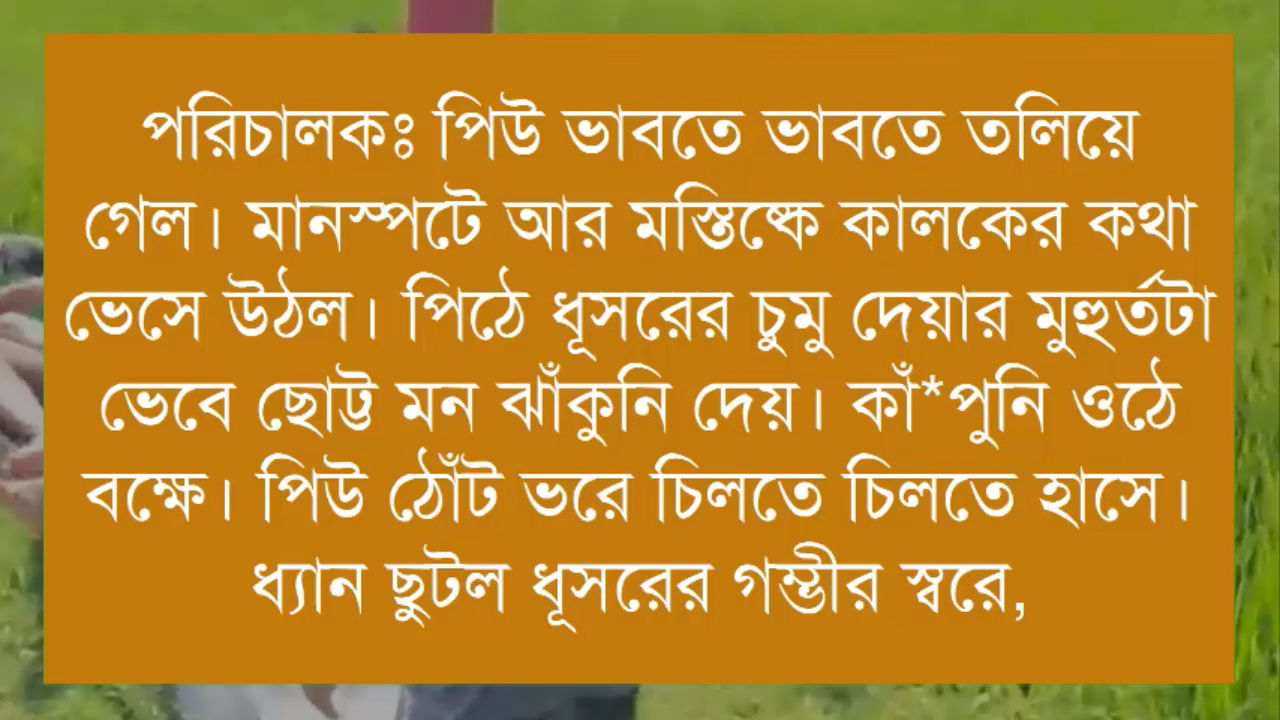 পরিচালকঃ পিউ ভাবতে ভাবতে তলিয়ে
গেল। মানস্পটে আর মস্তিষ্কে কালকের কথা
ভেসে উঠল। পিঠে ধূসরের চুমু দেয়ার মুহুর্তটা
ভেবে ছোট্ট মন ঝাঁকুনি দেয়। কাঁ*পুনি ওঠে
বক্ষে। পিউ ঠোঁট ভরে চিলতে চিলতে হাসে।
ধ্যান ছুটল ধূসরের গম্ভীর স্বরে,